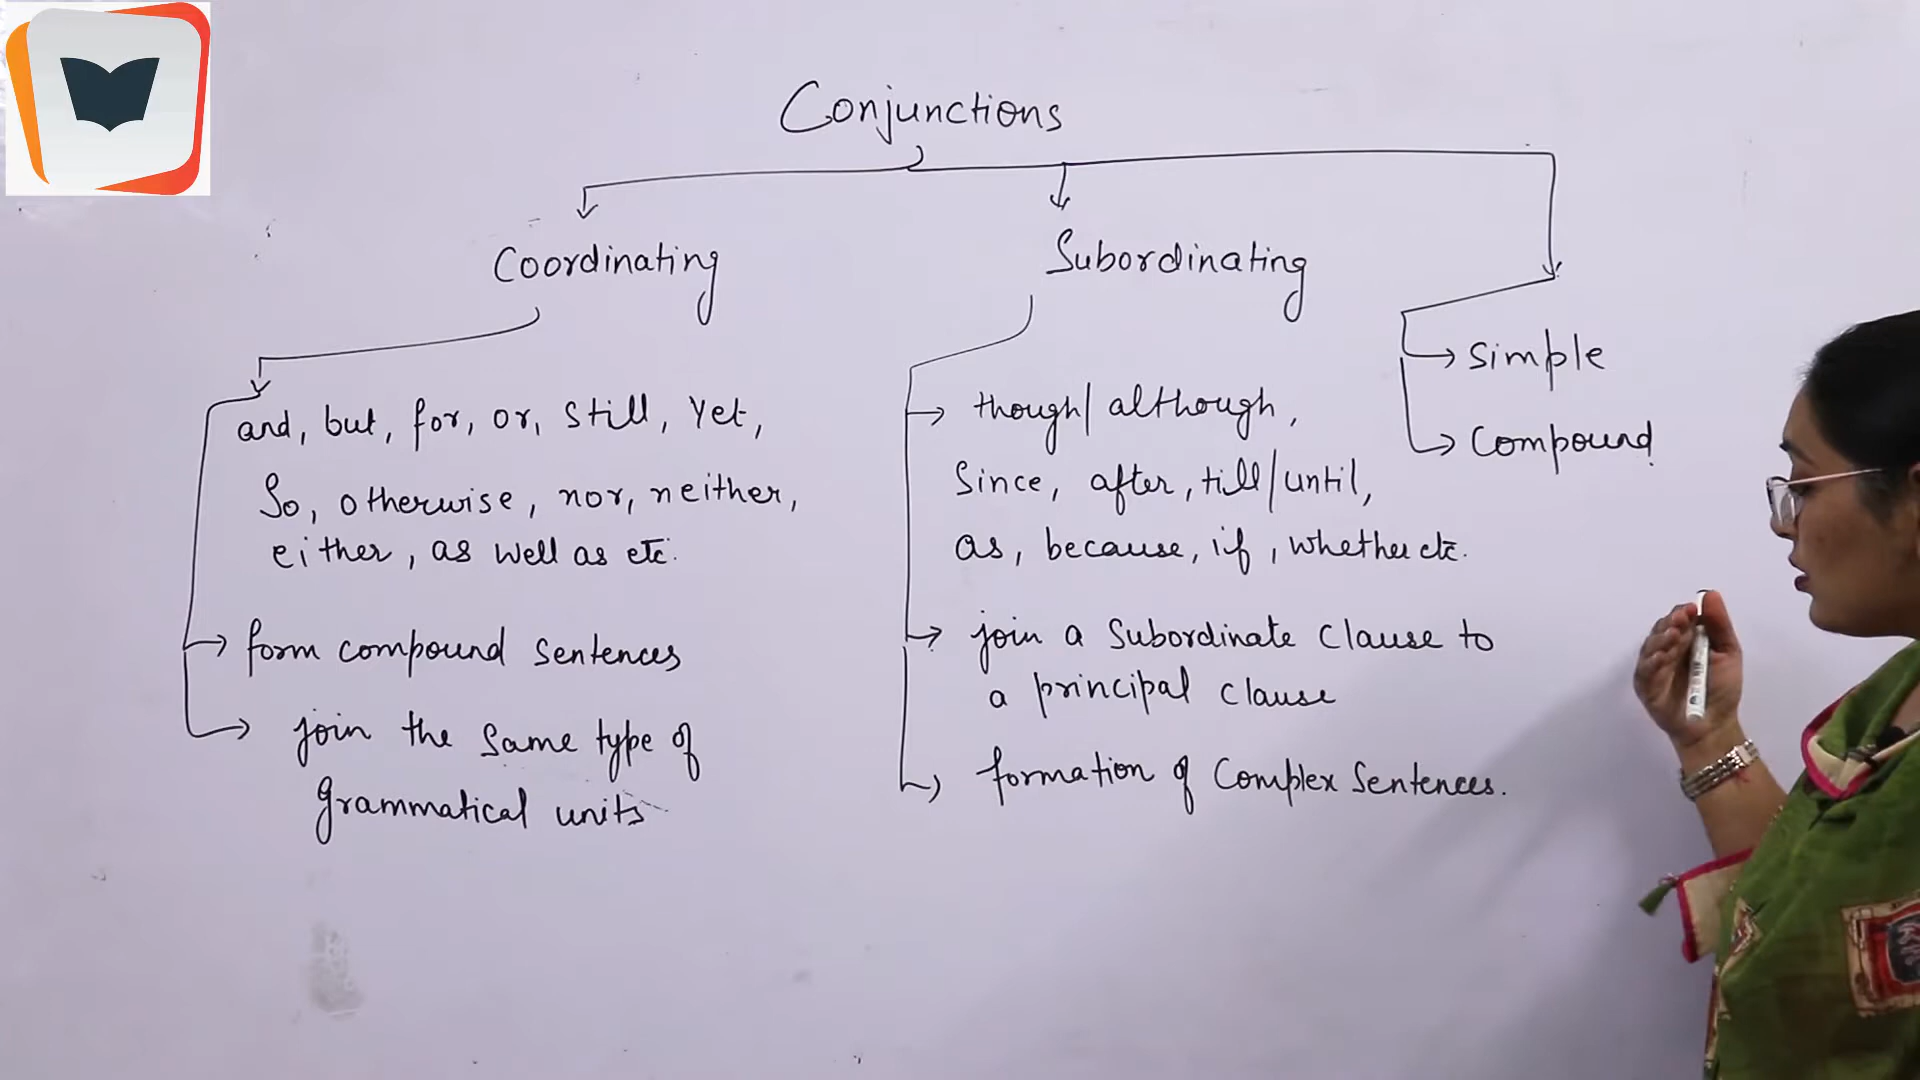 Conjunctions
Coordinating
and, but, for, or, still, yet,
So, otherwise, nor, neither,
either, as well as etc.
form compound sentences
join the same type of
grammatical units
Subordinating
though/although,
Since, after, till/until,
as, because, if, whether etc.
join a subordinate clause to
a principal clause
formation of Complex Sentences.
Simple
Compound